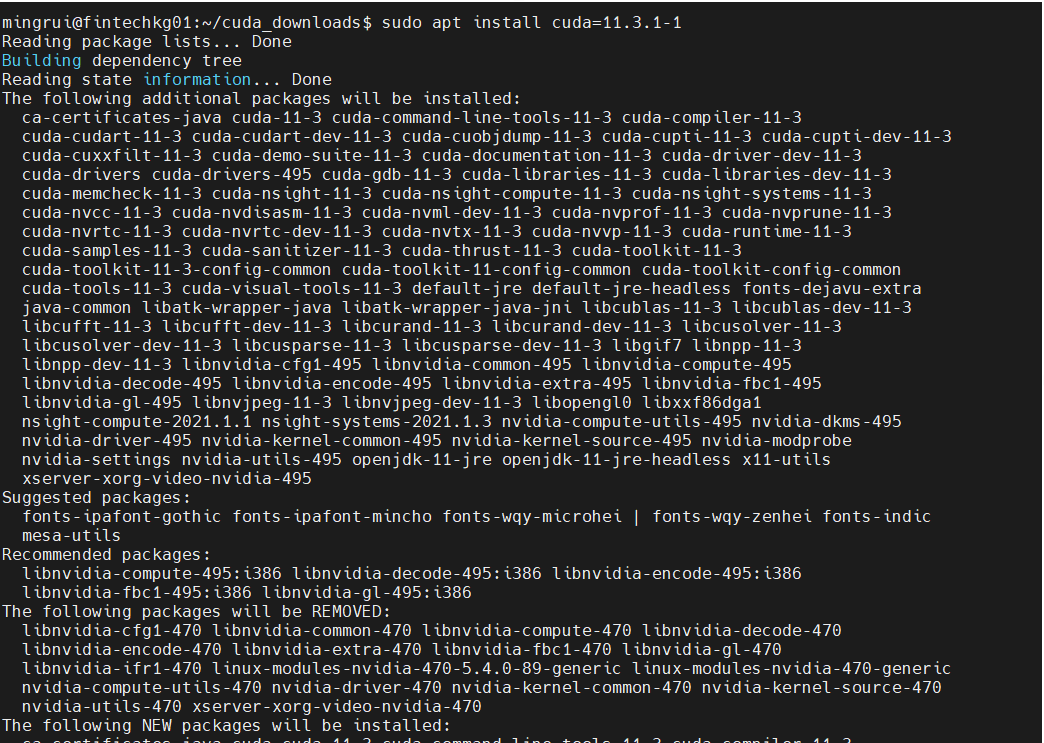 mingrui@fintechkg01:~/cuda_downloads$ sudo apt install cuda=11.3.1-1
Reading package lists... Done
Building dependency tree
Reading state information... Done
The following additional packages will be installed:
ca-certificates-java cuda-11-3 cuda-command-line-tools-11-3 cuda-compiler-11-3
cuda-cudart-11-3 cuda-cudart-dev-11-3 cuda-cuobjdump-11-3 cuda-cupti-11-3 cuda-cupti-dev-11-3
cuda-cuxxfilt-11-3 cuda-demo-suite-11-3 cuda-documentation-11-3 cuda-driver-dev-11-3
cuda-drivers cuda-drivers-495 cuda-gdb-11-3 cuda-libraries-11-3 cuda-libraries-dev-11-3
cuda-memcheck-11-3 cuda-nsight-11-3 cuda-nsight-compute-11-3 cuda-nsight-systems-11-3
cuda-nvcc-11-3 cuda-nvdisasm-11-3 cuda-nvml-dev-11-3 cuda-nvprof-11-3 cuda-nvprune-11-3
cuda-nvrtc-11-3 cuda-nvrtc-dev-11-3 cuda-nvtx-11-3 cuda-nvvp-11-3 cuda-runtime-11-3
cuda-samples-11-3 cuda-sanitizer-11-3 cuda-thrust-11-3 cuda-toolkit-11-3
cuda-toolkit-11-3-config-common cuda-toolkit-11-config-common cuda-toolkit-config-common
cuda-tools-11-3 cuda-visual-tools-11-3 default-jre default-jre-headless fonts-dejavu-extra
java-common libatk-wrapper-java libatk-wrapper-java-jni libcublas-11-3 libcublas-dev-11-3
libcufft-11-3 libcufft-dev-11-3 libcurand-11-3 libcurand-dev-11-3 libcusolver-11-3
libcusolver-dev-11-3 libcusparse-11-3 libcusparse-dev-11-3 libgif7 libnpp-11-3
libnpp-dev-11-3 libnvidia-cfg1-495 libnvidia-common-495 libnvidia-compute-495
libnvidia-decode-495 libnvidia-encode-495 libnvidia-extra-495 libnvidia-fbc1-495
libnvidia-gl-495 libnvjpeg-11-3 libnvjpeg-dev-11-3 libopengl0 libxxf86dga1
nsight-compute-2021.1.1 nsight-systems-2021.1.3 nvidia-compute-utils-495 nvidia-dkms-495
nvidia-driver-495 nvidia-kernel-common-495 nvidia-kernel-source-495 nvidia-modprobe
nvidia-settings nvidia-utils-495 openjdk-11-jre openjdk-11-jre-headless x11-utils
xserver-xorg-video-nvidia-495
Suggested packages:
fonts-ipafont-gothic fonts-ipafont-mincho fonts-wqy-microhei | fonts-wqy-zenhei fonts-indic
mesa-utils
Recommended packages:
libnvidia-compute-495:i386 libnvidia-decode-495:i386 libnvidia-encode-495:i386
libnvidia-fbc1-495:i386 libnvidia-gl-495:i386
The following packages will be REMOVED:
libnvidia-cfg1-470 libnvidia-common-470 libnvidia-compute-470 libnvidia-decode-470
libnvidia-encode-470 libnvidia-extra-470 libnvidia-fbc1-470 libnvidia-gl-470
libnvidia-ifr1-470 linux-modules-nvidia-470-5.4.0-89-generic linux-modules-nvidia-470-generic
nvidia-compute-utils-470 nvidia-driver-470 nvidia-kernel-common-470 nvidia-kernel-source-470
nvidia-utils-470 xserver-xorg-video-nvidia-470
The following NEW packages will be installed:
ca-certificates-java cuda cuda-11-3 cuda-command-line-tools-11-3 cuda-compiler-11-3